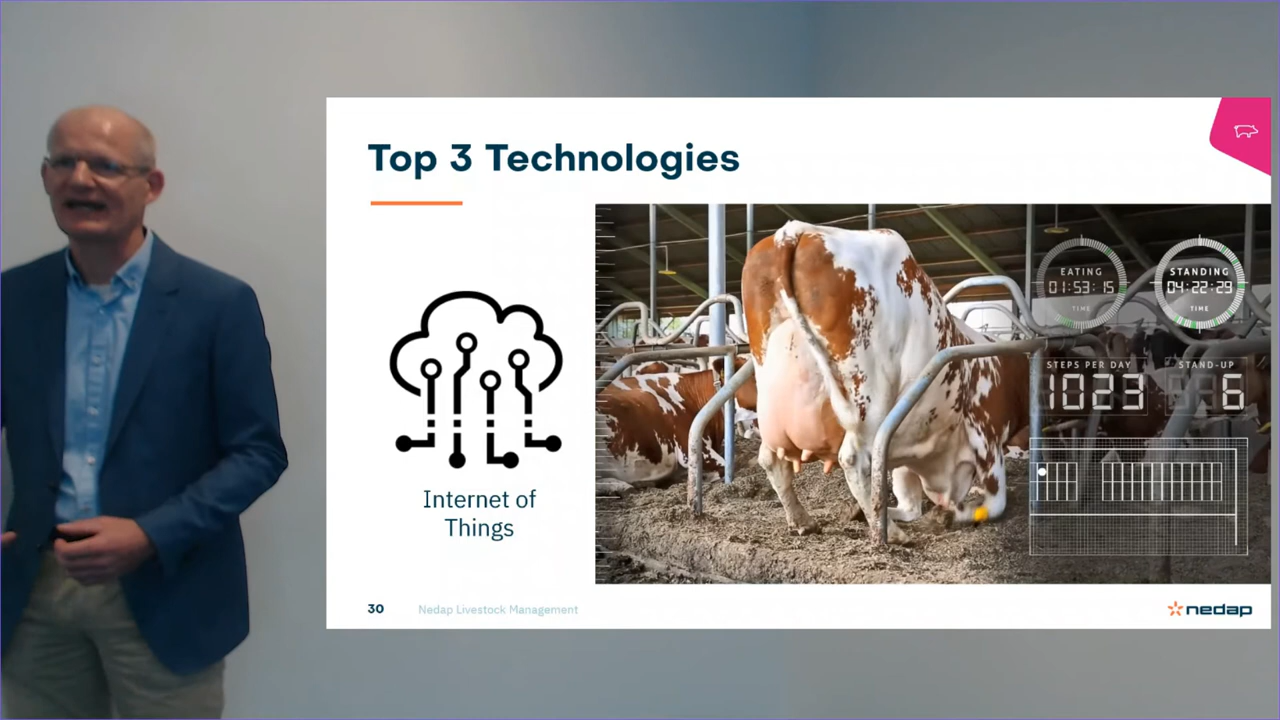 Top 3 Technologies
EATING
01:53:15
TIME
STANDING
04:22:29
TIME
STEPS PER DAY
1023
STAND-UP
6
Internet of
Things
30
Nedap Livestock Management
nedap